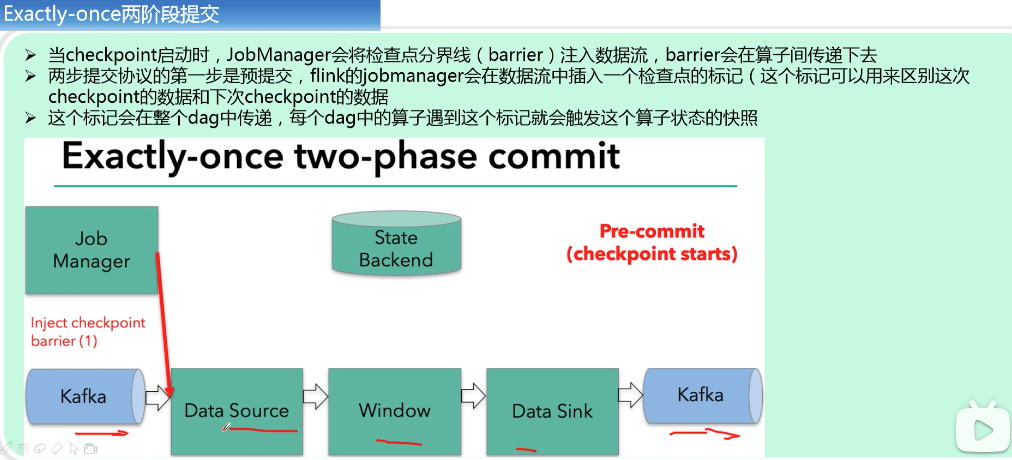 Exactly-once两阶段提交
当checkpoint启动时，JobManager会将检查点分界线（barrier）注入数据流，barrier会在算子间传递下去
两步提交协议的第一步是预提交，flink的jobmanager会在数据流中插入一个检查点的标记（这个标记可以用来区别这次
checkpoint的数据和下次checkpoint的数据
这个标记会在整个dag中传递，每个dag中的算子遇到这个标记就会触发这个算子状态的快照
Exactly-once two-phase commit
Job
Manager
State
Backend
Pre-commit
(checkpoint starts)
Inject checkpoint
barrier (1)
Kafka
Data Source
Window
Data Sink
Kafka